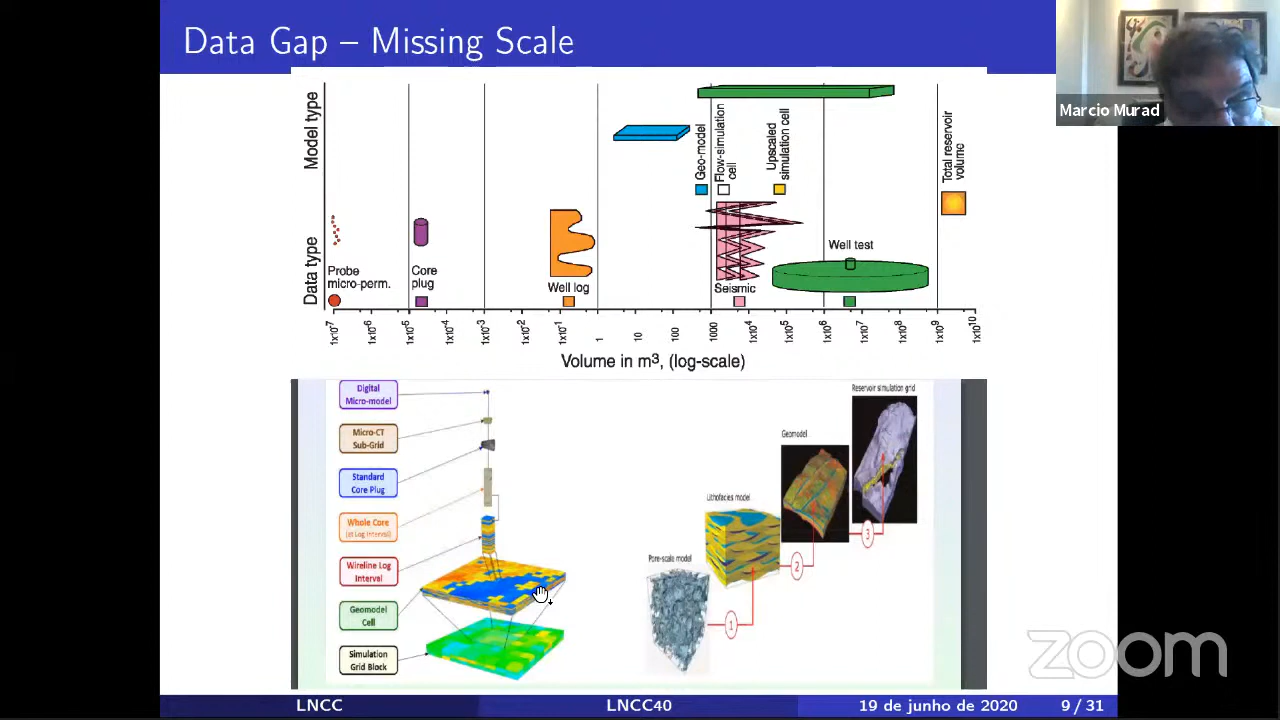 Data Gap – Missing Scale
Marcio Murad
Model type
Data type
Geo-model
Flow-simulation
cell
Upscaled
simulation cell
Total reservoir
volume
Probe
micro-perm.
Core
plug
Well log
Seismic
Well test
1x10⁻⁷
1x10⁻⁶
1x10⁻⁵
1x10⁻⁴
1x10⁻³
1x10⁻²
1x10⁻¹
1
10
100
1000
1x10⁴
1x10⁵
1x10⁶
1x10⁷
1x10⁸
1x10⁹
1x10¹⁰
Volume in m³, (log-scale)
Digital
Micro-model
Micro-CT
Sub-Grid
Standard
Core Plug
Whole Core
(at Log Interval)
Wireline Log
Interval
Geomodel
Cell
Simulation
Grid Block
Reservoir simulation grid
Geomodel
Lithofacies model
Pore-scale model
1
2
3
zoom
LNCC
LNCC40
19 de junho de 2020
9 / 31